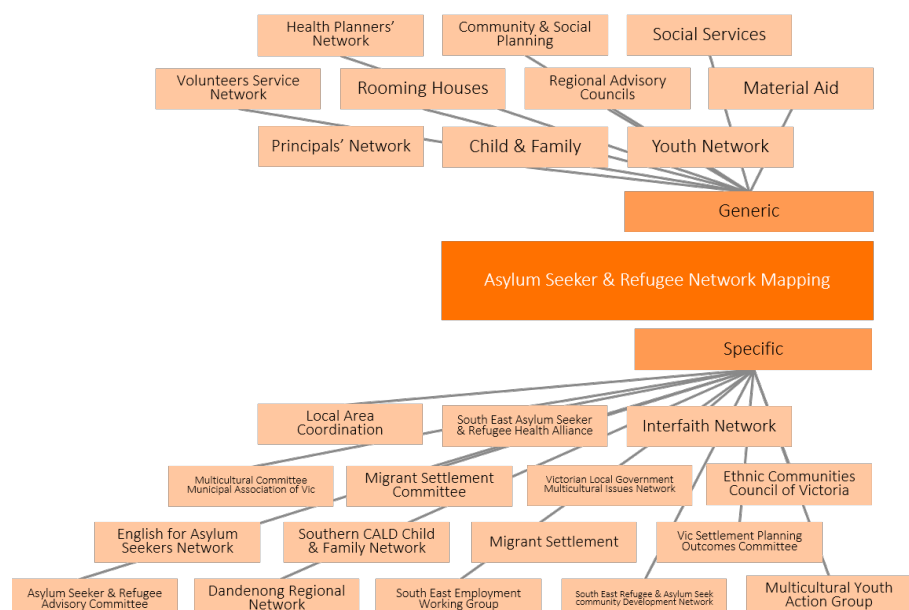 Health Planners'
Network
Community & Social
Planning
Social Services
Volunteers Service
Network
Rooming Houses
Regional Advisory
Councils
Material Aid
Principals' Network
Child & Family
Youth Network
Generic
Asylum Seeker & Refugee Network Mapping
Specific
Local Area
Coordination
South East Asylum Seeker
& Refugee Health Alliance
Interfaith Network
Multicultural Committee
Municipal Association of Vic
Migrant Settlement
Committee
Victorian Local Government
Multicultural Issues Network
Ethnic Communities
Council of Victoria
English for Asylum
Seekers Network
Southern CALD Child
& Family Network
Migrant Settlement
Vic Settlement Planning
Outcomes Committee
Asylum Seeker & Refugee
Advisory Committee
Dandenong Regional
Network
South East Employment
Working Group
South East Refugee & Asylum Seek
community Development Network
Multicultural Youth
Action Group